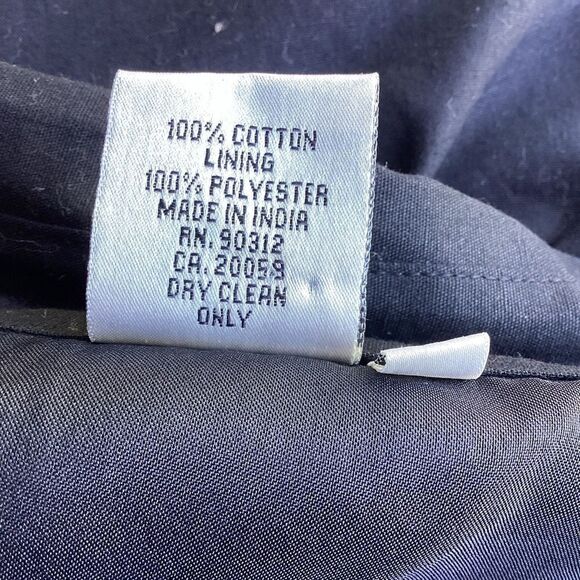 100% COTTON
LINING
100% POLYESTER
MADE IN INDIA
RN. 90312
CA. 20059
DRY CLEAN
ONLY